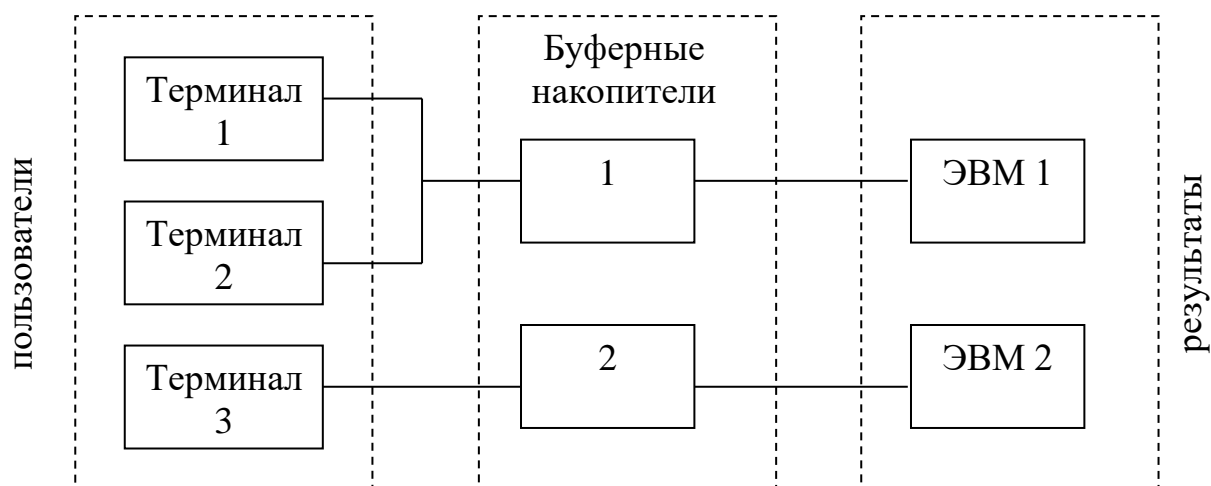 пользователи
Терминал
1
Терминал
2
Терминал
3
Буферные
накопители
1
2
ЭВМ 1
ЭВМ 2
результаты